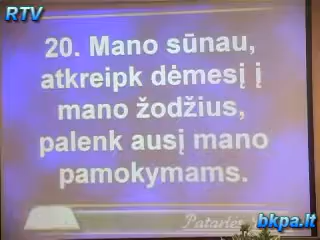 RTV
20. Mano sūnau,
atkreipk dėmesį į
mano žodžius,
palenk ausį mano
pamokymams.
Patarlės
bkpa.lt